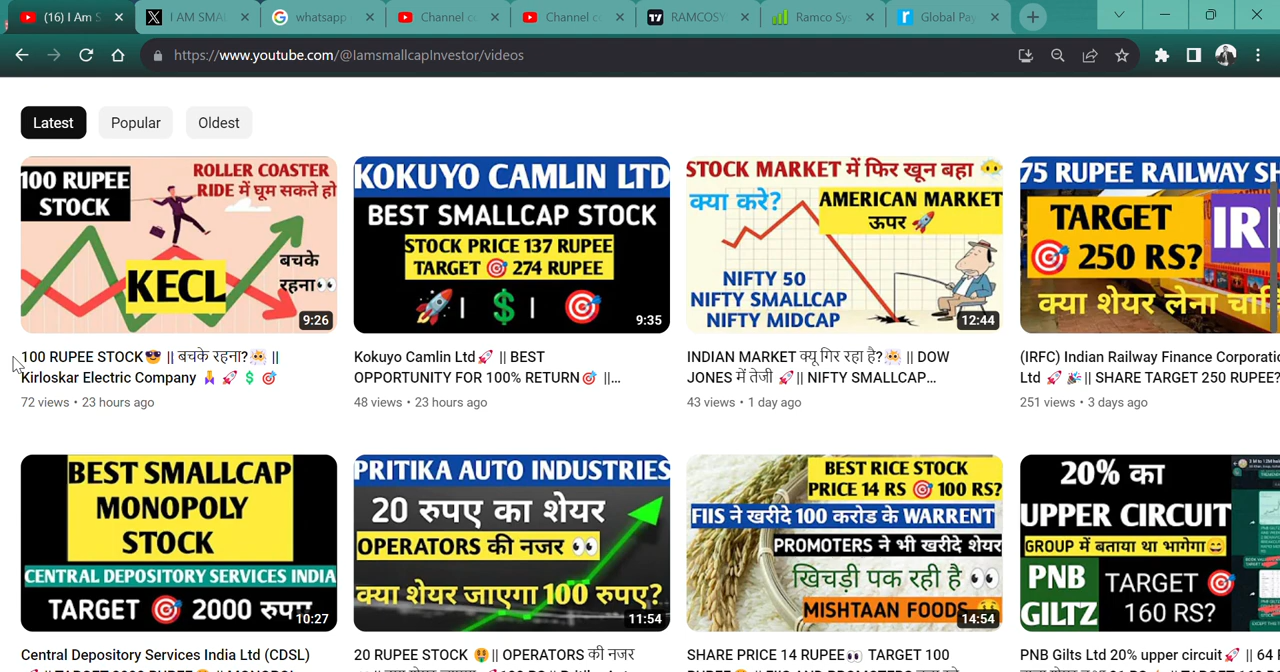 (16) I Am S
I AM SMAL
whatsapp
Channel co
Channel co
RAMCOSY
Ramco Sys
Global Pay
https://www.youtube.com/@IamsmallcapInvestor/videos
Latest
Popular
Oldest
100 RUPEE
STOCK
ROLLER COASTER
RIDE में घूम सकते हो
KECL
बचके
रहना
9:26
KOKUYO CAMLIN LTD
BEST SMALLCAP STOCK
STOCK PRICE 137 RUPEE
TARGET 🎯 274 RUPEE
🚀 | $ | 🎯
9:35
STOCK MARKET में फिर खून बहा
क्या करे?
AMERICAN MARKET
ऊपर 🚀
NIFTY 50
NIFTY SMALLCAP
NIFTY MIDCAP
12:44
75 RUPEE RAILWAY SH
TARGET
🎯 250 RS?
IR
क्या शेयर लेना चाहि
100 RUPEE STOCK😎 || बचके रहना? ||
Kirloskar Electric Company 🚀 $ 🎯
72 views • 23 hours ago
Kokuyo Camlin Ltd🚀 || BEST
OPPORTUNITY FOR 100% RETURN🎯 ||...
48 views • 23 hours ago
INDIAN MARKET क्यू गिर रहा है? || DOW
JONES में तेजी 🚀|| NIFTY SMALLCAP...
43 views • 1 day ago
(IRFC) Indian Railway Finance Corporatio
Ltd 🚀 🎉|| SHARE TARGET 250 RUPEE?
251 views • 3 days ago
BEST SMALLCAP
MONOPOLY
STOCK
CENTRAL DEPOSITORY SERVICES INDIA
TARGET 🎯 2000 रुपए
10:27
PRITIKA AUTO INDUSTRIES
20 रुपए का शेयर
OPERATORS की नजर 👀
क्या शेयर जाएगा 100 रुपए?
11:54
BEST RICE STOCK
PRICE 14 RS 🎯 100 RS?
FIIS ने खरीदे 100 करोड के WARRENT
PROMOTERS ने भी खरीदे शेयर
खिचड़ी पक रही है 👀
MISHTAAN FOODS
14:54
20% का
UPPER CIRCUIT
GROUP में बताया था भागेगा😄
PNB
GILTZ
TARGET 🎯
160 RS?
Central Depository Services India Ltd (CDSL)
20 RUPEE STOCK 🤑|| OPERATORS की नजर
SHARE PRICE 14 RUPEE👀 TARGET 100
PNB Gilts Ltd 20% upper circuit🚀 || 64 R